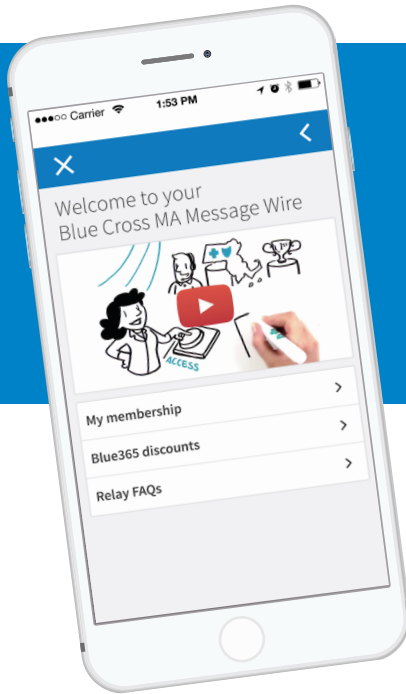 Carrier
1:53 PM
Welcome to your
Blue Cross MA Message Wire
ACCESS
1st
My membership
Blue365 discounts
Relay FAQs